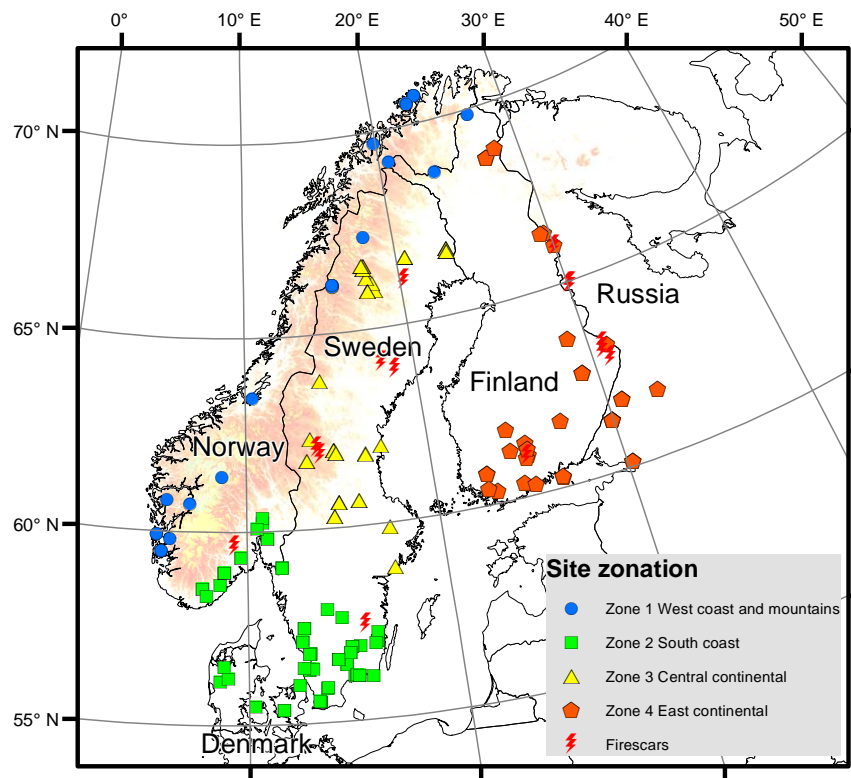 0° 10° E 20° E 30° E 40° E 50° E
70° N
Russia
65° N
Sweden
Finland
Norway
60° N
Site zonation
Zone 1 West coast and mountains
Zone 2 South coast
Zone 3 Central continental
55° N
Zone 4 East continental
Denmark
Firescars